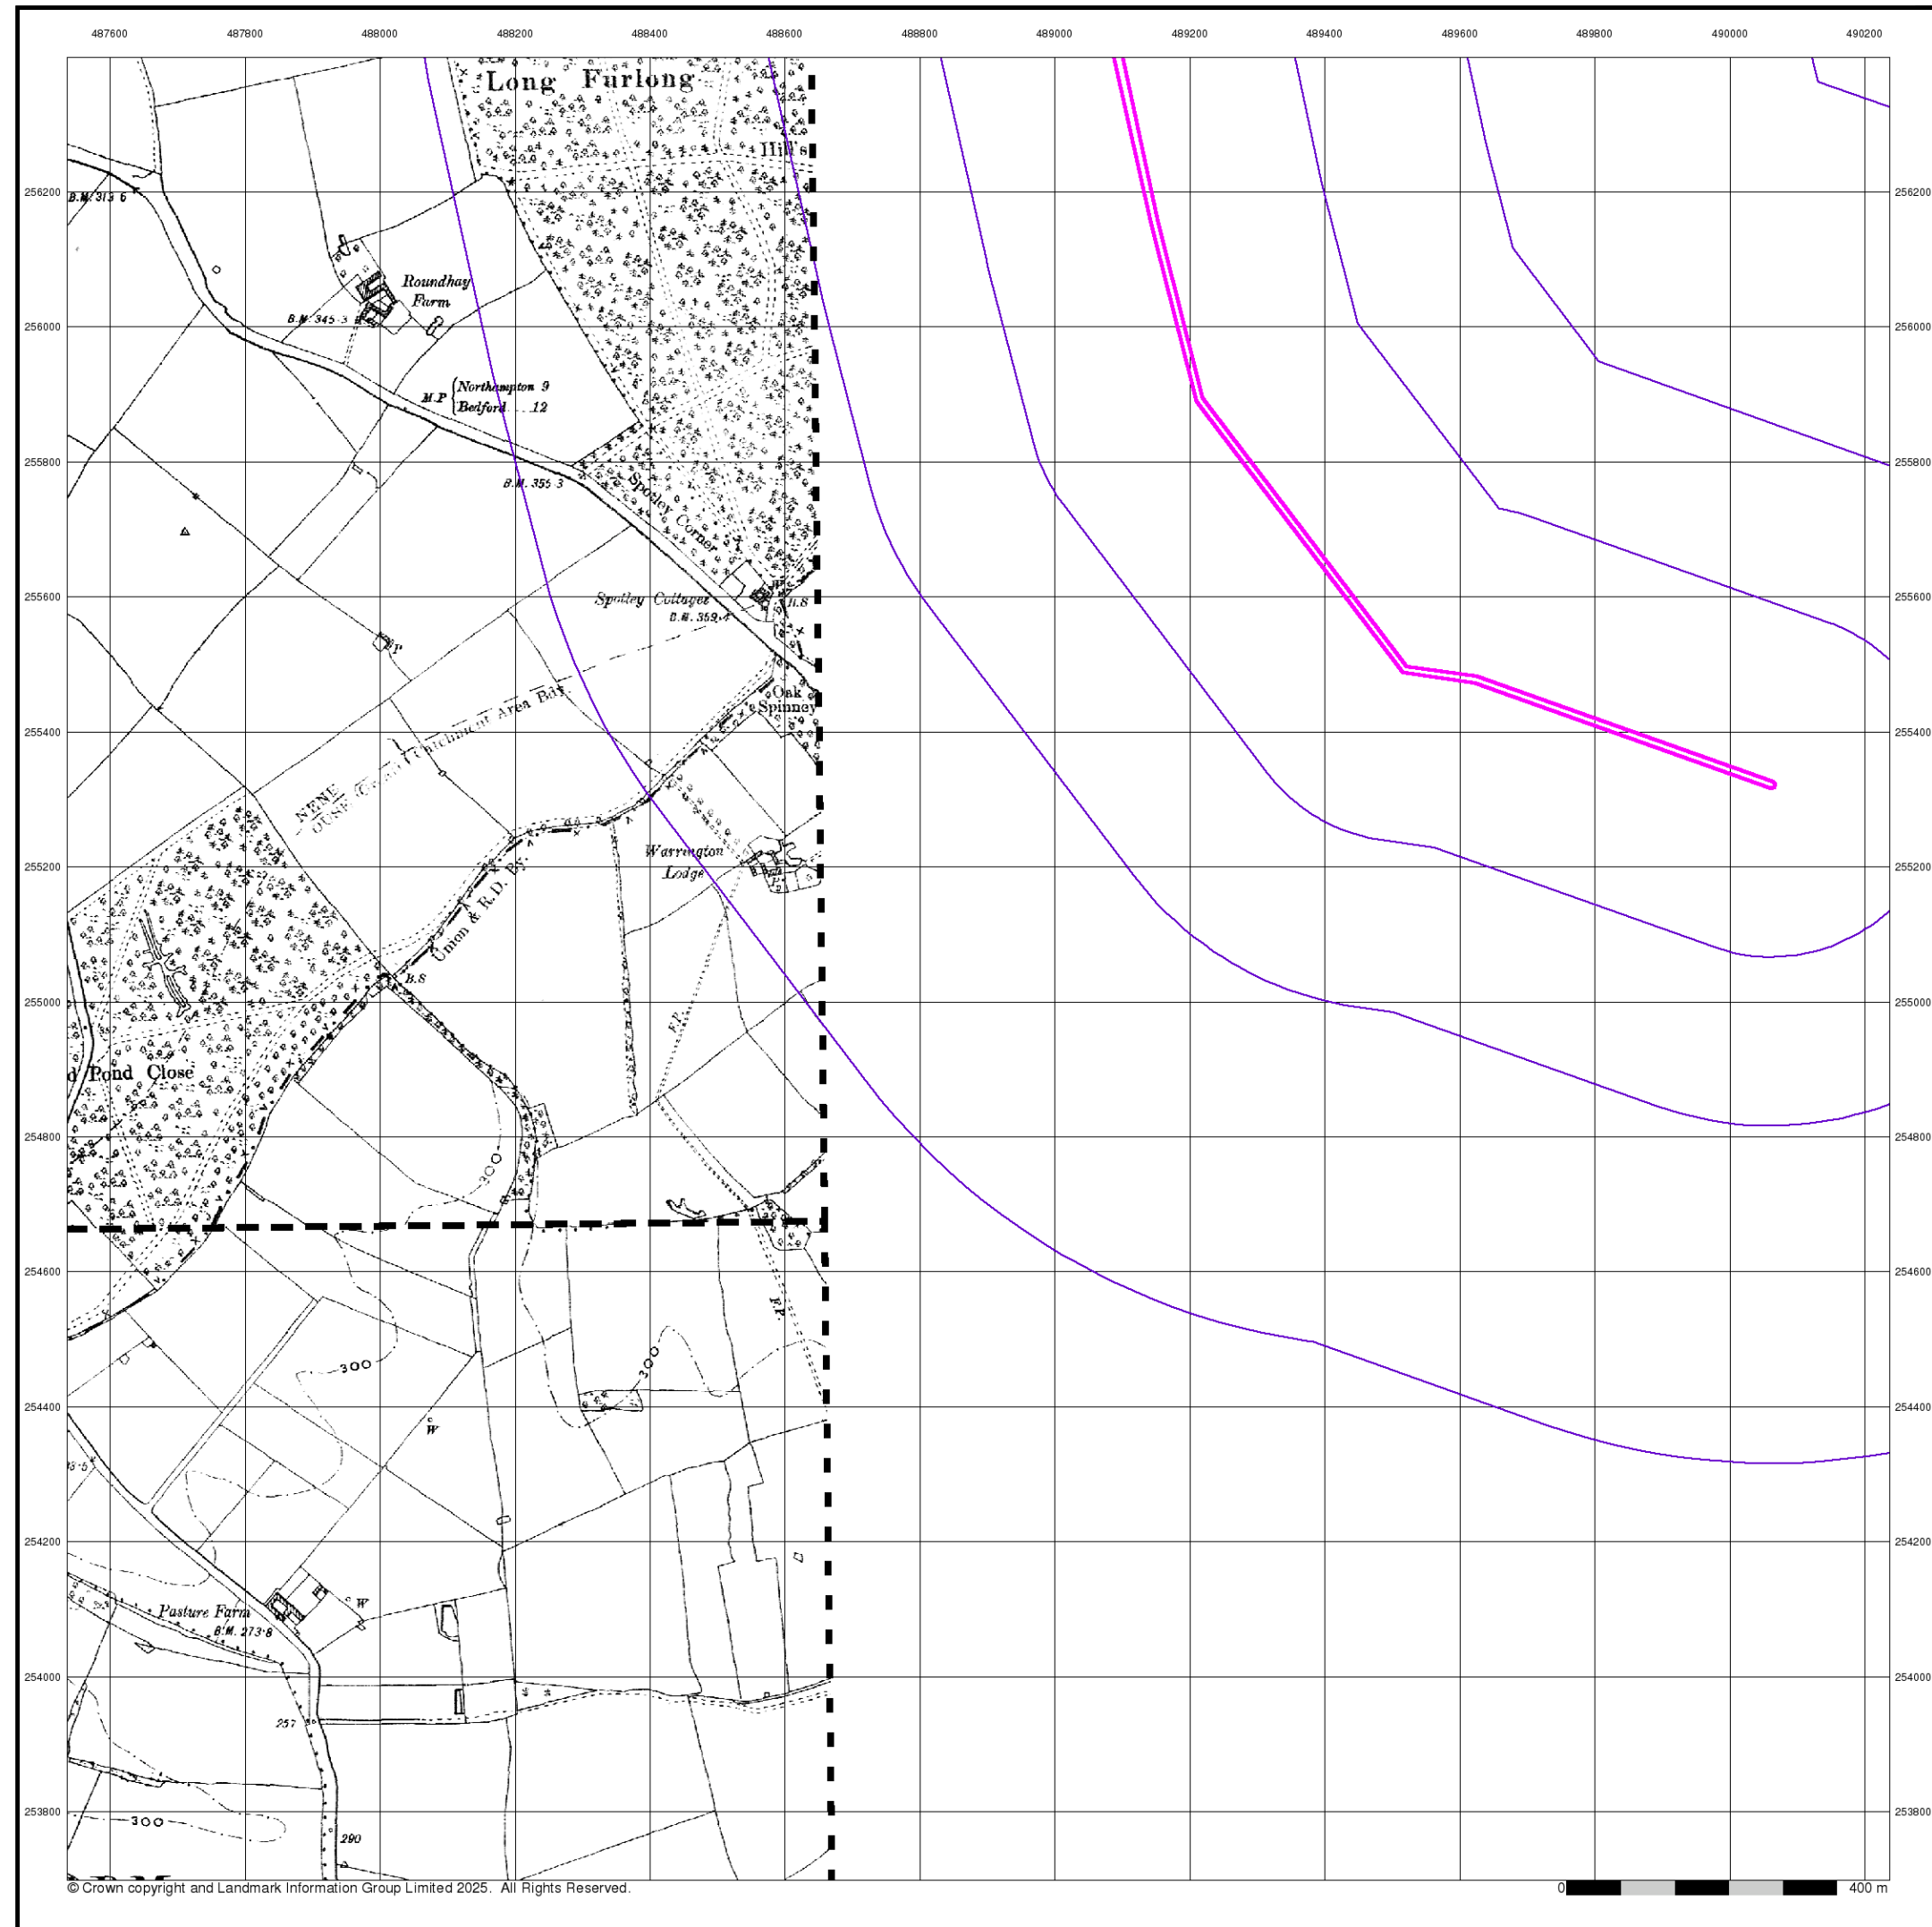 487600 487800 488000 488200 488400 488600 488800 489000 489200 489400 489600 489800 490000 490200
Long Furlong
Hill's
256200 256200
B.M. 313·6
Roundhay
Farm
B.M. 345·3
256000 256000
M.P { Northampton 9
Bedford ... 12
255800 255800
B.M. 355·3
Spotley Corner
255600 255600
Spotley Cottages
B.S
B.M. 359·4
P
Oak
Spinney
255400 255400
NENE
OUSE Catchment Area Bdy.
Warrington
Lodge
255200 255200
Union & R.D. By.
B.S
255000 255000
F.P.
d Pond Close
254800 254800
300
254600 254600
F.P.
300
300
254400 254400
W
254200 254200
Pasture Farm
W
B.M. 273·8
254000 254000
257
253800 253800
300
290
© Crown copyright and Landmark Information Group Limited 2025. All Rights Reserved.
0 400 m